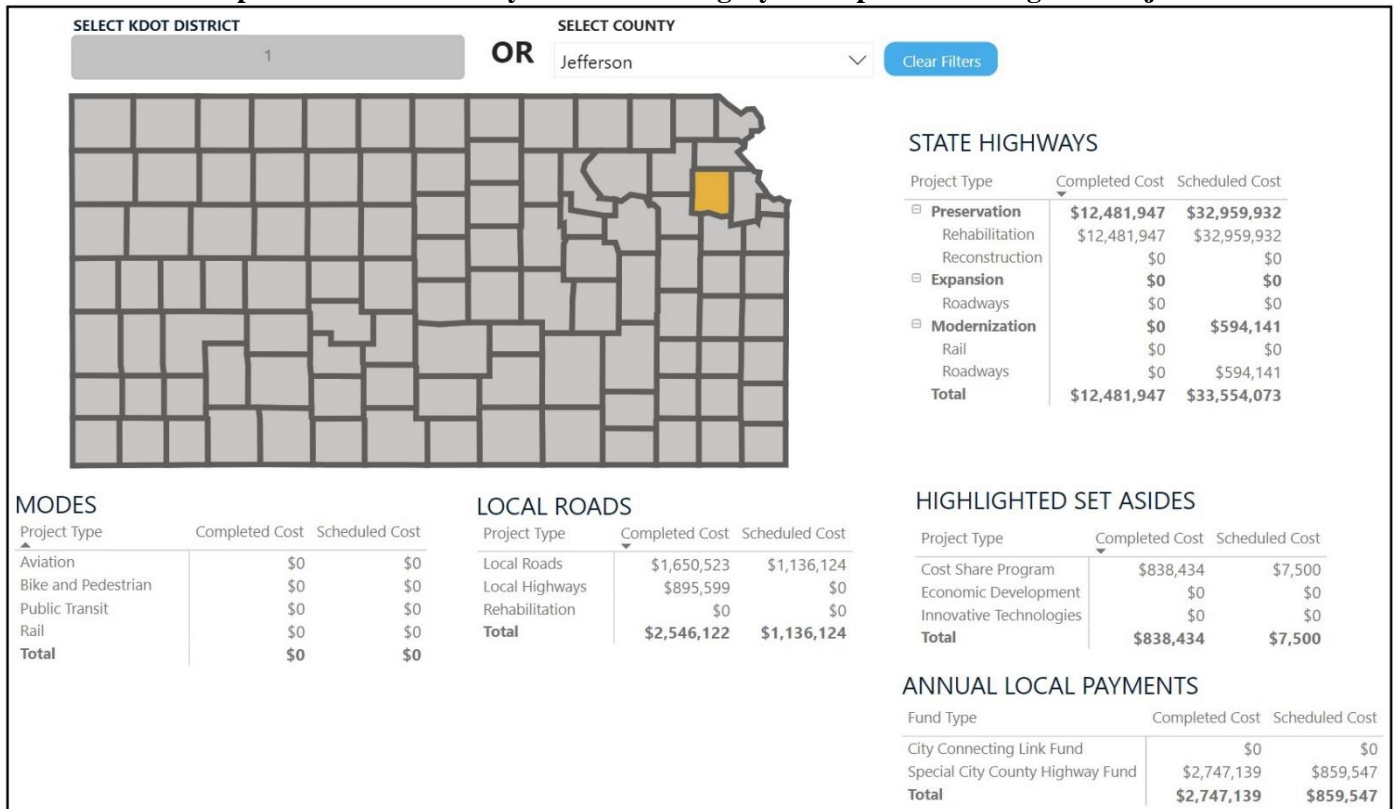 SELECT KDOT DISTRICT
1
OR
SELECT COUNTY
Jefferson
Clear Filters
STATE HIGHWAYS
Project Type Completed Cost Scheduled Cost
Preservation $12,481,947 $32,959,932
Rehabilitation $12,481,947 $32,959,932
Reconstruction $0 $0
Expansion $0 $0
Roadways $0 $0
Modernization $0 $594,141
Rail $0 $0
Roadways $0 $594,141
Total $12,481,947 $33,554,073
MODES
Project Type Completed Cost Scheduled Cost
Aviation $0 $0
Bike and Pedestrian $0 $0
Public Transit $0 $0
Rail $0 $0
Total $0 $0
LOCAL ROADS
Project Type Completed Cost Scheduled Cost
Local Roads $1,650,523 $1,136,124
Local Highways $895,599 $0
Rehabilitation $0 $0
Total $2,546,122 $1,136,124
HIGHLIGHTED SET ASIDES
Project Type Completed Cost Scheduled Cost
Cost Share Program $838,434 $7,500
Economic Development $0 $0
Innovative Technologies $0 $0
Total $838,434 $7,500
ANNUAL LOCAL PAYMENTS
Fund Type Completed Cost Scheduled Cost
City Connecting Link Fund $0 $0
Special City County Highway Fund $2,747,139 $859,547
Total $2,747,139 $859,547